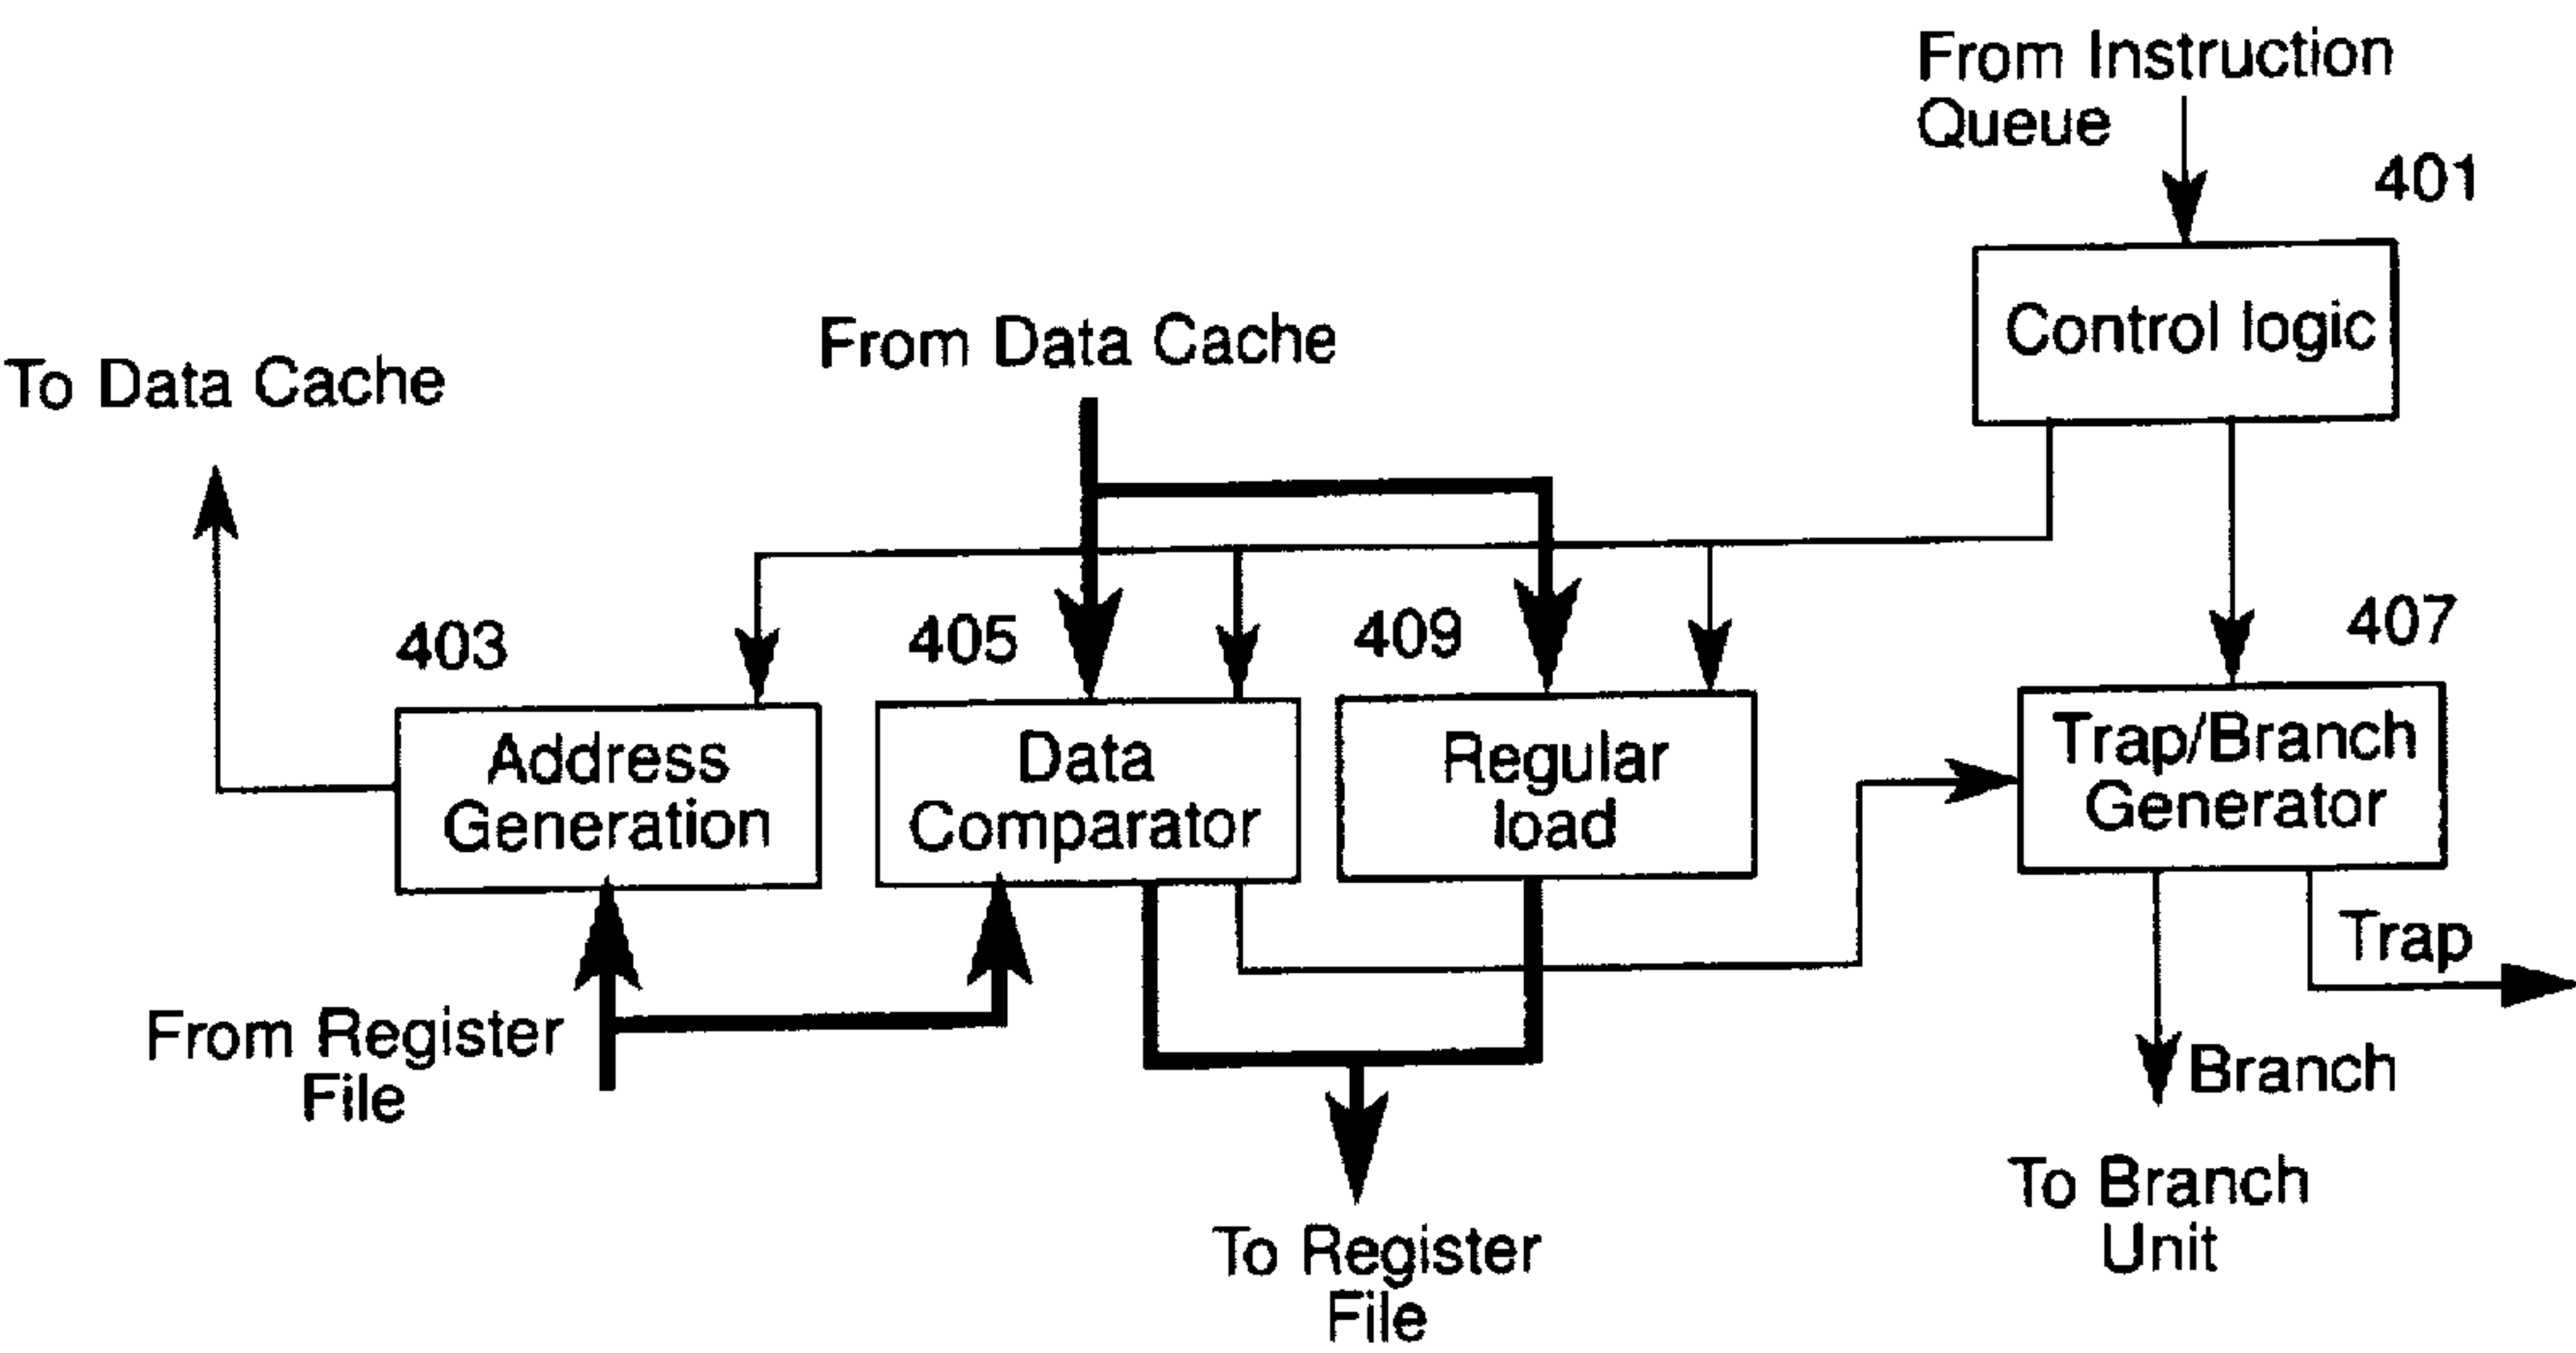 From Instruction
Queue
401
Control logic
From Data Cache
To Data Cache
403
405
409
407
Address
Generation
Data
Comparator
Regular
load
Trap/Branch
Generator
Trap
From Register
File
Branch
To Register
File
To Branch
Unit